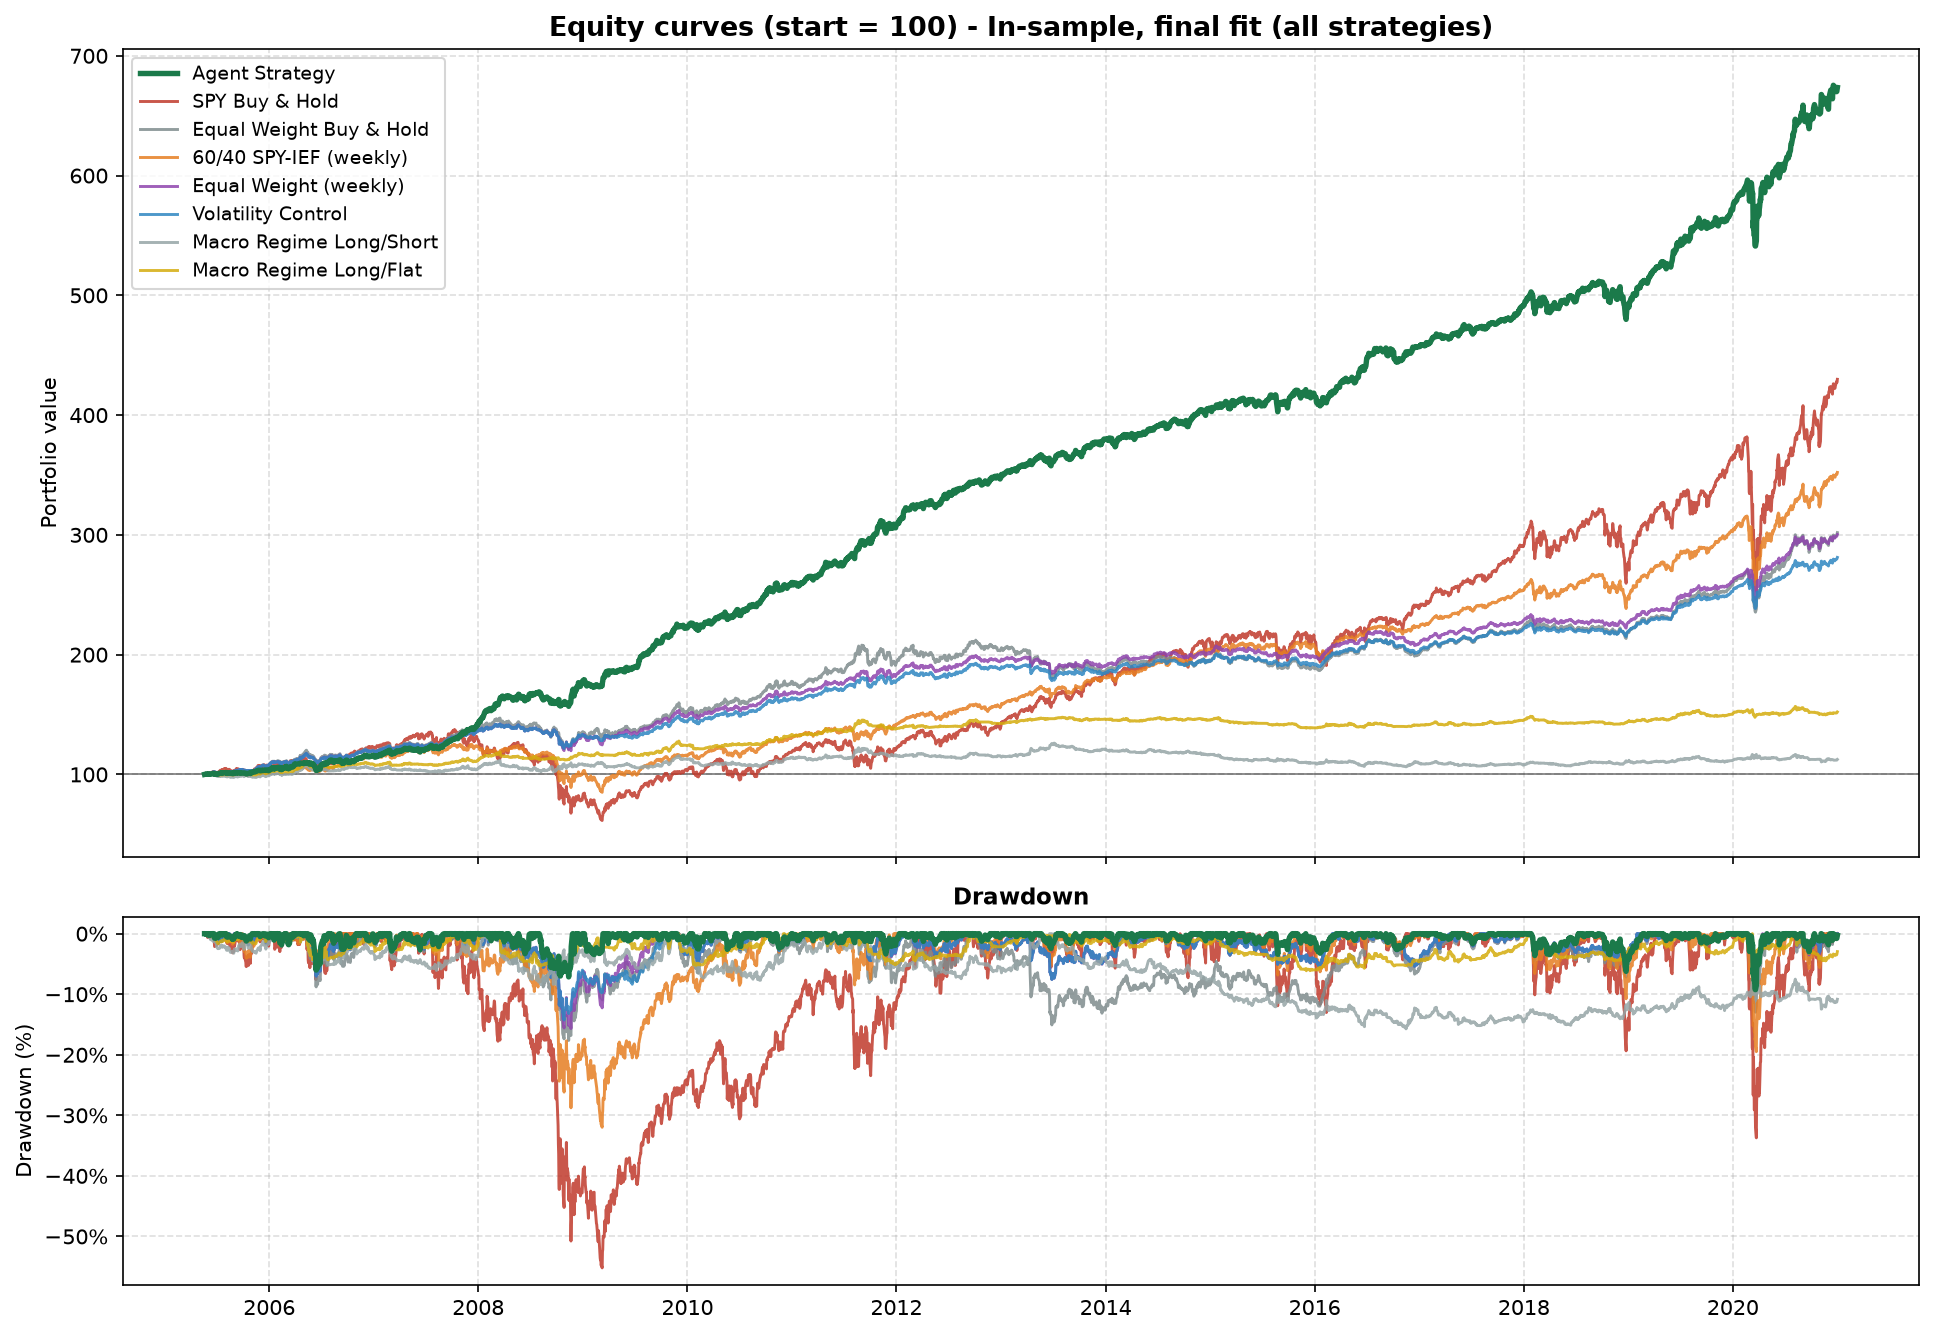 Equity curves (start = 100) - In-sample, final fit (all strategies)
700
600
500
400
300
200
100
Portfolio value
Agent Strategy
SPY Buy & Hold
Equal Weight Buy & Hold
60/40 SPY-IEF (weekly)
Equal Weight (weekly)
Volatility Control
Macro Regime Long/Short
Macro Regime Long/Flat
Drawdown
0%
−10%
−20%
−30%
−40%
−50%
Drawdown (%)
2006 2008 2010 2012 2014 2016 2018 2020